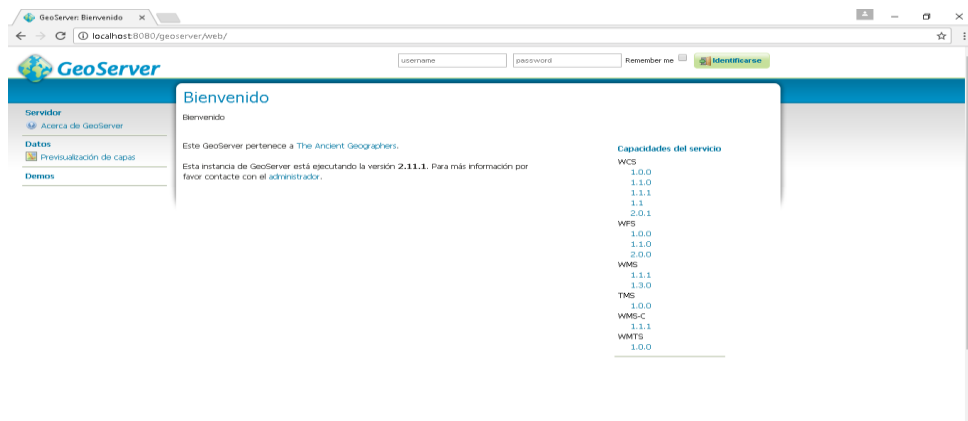 GeoServer: Bienvenido
localhost:8080/geoserver/web/
GeoServer
username
password
Remember me
Identificarse
Servidor
Acerca de GeoServer
Datos
Previsualización de capas
Demos
Bienvenido
Bienvenido
Este GeoServer pertenece a The Ancient Geographers.
Esta instancia de GeoServer está ejecutando la versión 2.11.1. Para más información por
favor contacte con el administrador.
Capacidades del servicio
WCS
1.0.0
1.1.0
1.1.1
1.1
2.0.1
WFS
1.0.0
1.1.0
2.0.0
WMS
1.1.1
1.3.0
TMS
1.0.0
WMS-C
1.1.1
WMTS
1.0.0